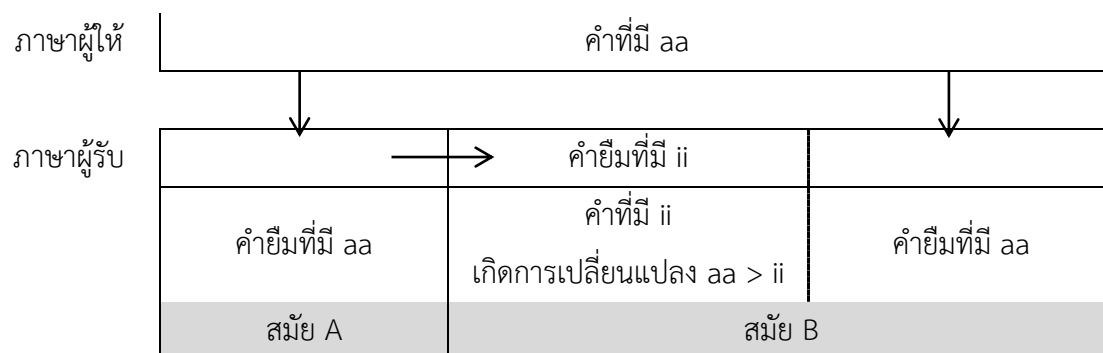 ภาษาผู้ให้ คำที่มี aa
ภาษาผู้รับ คำยืมที่มี ii
คำยืมที่มี aa
คำที่มี ii
เกิดการเปลี่ยนแปลง aa > ii
คำยืมที่มี aa
สมัย A สมัย B